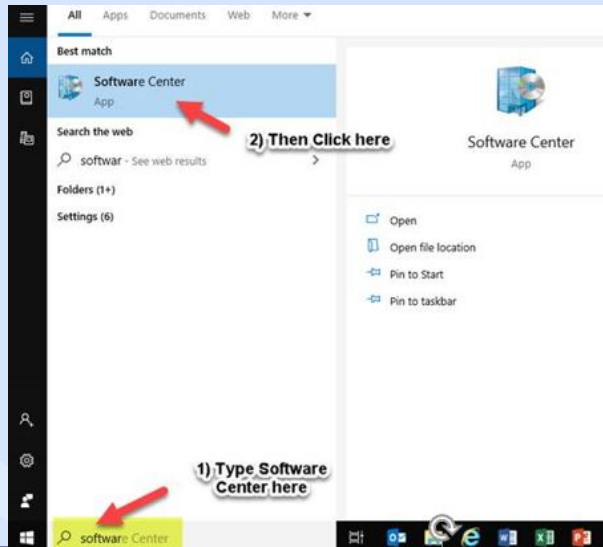 All Apps Documents Web More
Best match
Software Center
App
2) Then Click here
Search the web
softwar - See web results
Folders (1+)
Settings (6)
Software Center
App
Open
Open file location
Pin to Start
Pin to taskbar
1) Type Software
Center here
software Center